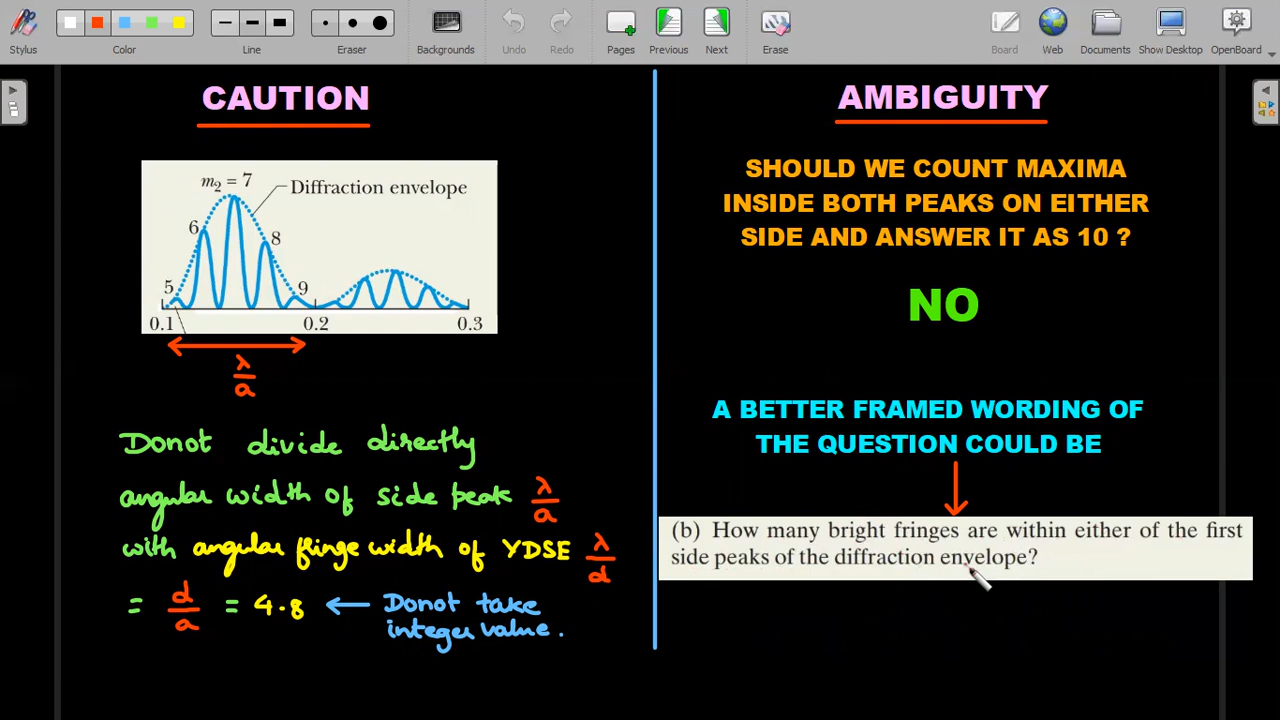 Stylus
Color
Line
Eraser
Backgrounds
Undo
Redo
Pages
Previous
Next
Erase
Board
Web
Documents
Show Desktop
OpenBoard
CAUTION
m2 = 7
Diffraction envelope
6
8
5
9
0.1
0.2
0.3
λ
a
Donot divide directly
angular width of side peak λ/a
with angular fringe width of YDSE λ/d
= d/a = 4.8 ← Donot take
integer value.
AMBIGUITY
SHOULD WE COUNT MAXIMA
INSIDE BOTH PEAKS ON EITHER
SIDE AND ANSWER IT AS 10 ?
NO
A BETTER FRAMED WORDING OF
THE QUESTION COULD BE
(b) How many bright fringes are within either of the first
side peaks of the diffraction envelope?